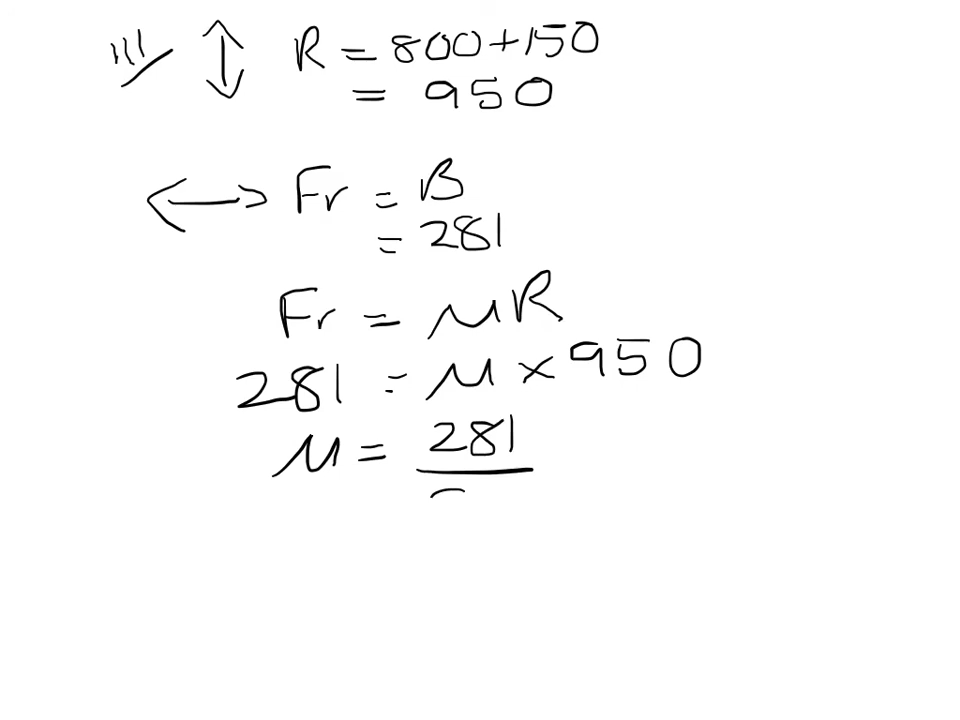 iii) ↕ R = 800 + 150
= 950
↔ Fr = B
= 281
Fr = μR
281 = μ × 950
μ = 281